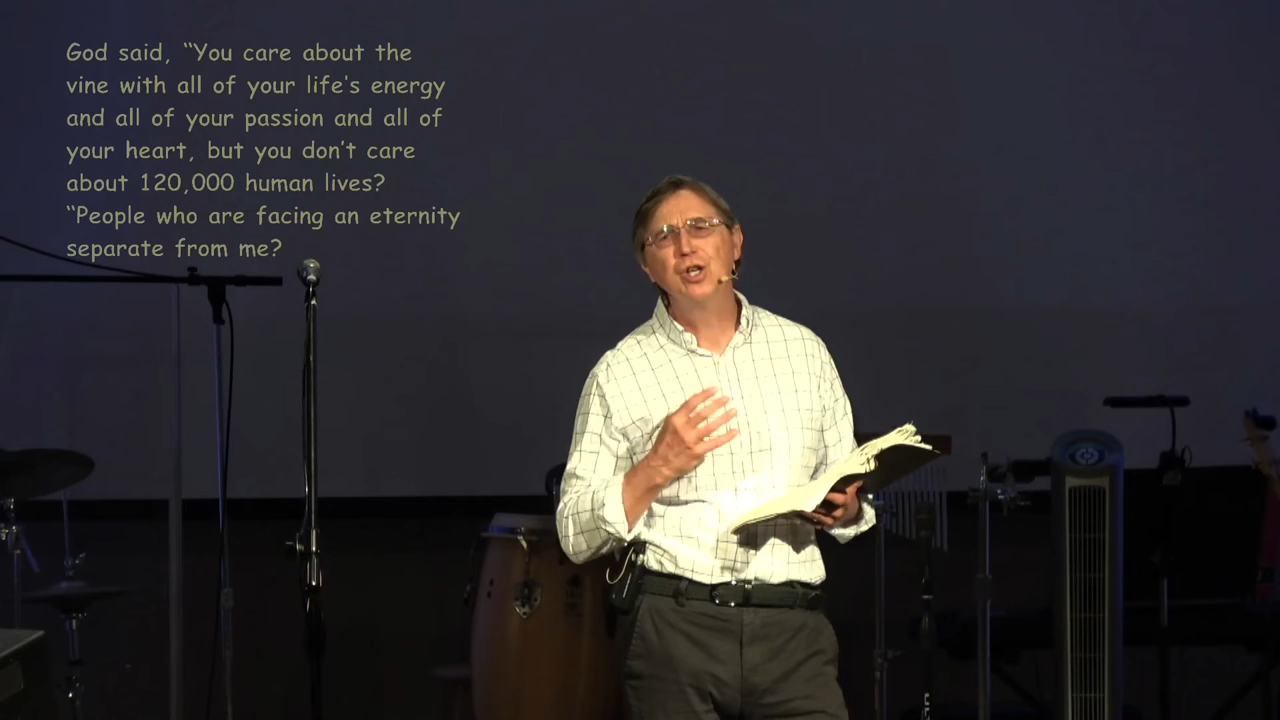 God said, “You care about the
vine with all of your life's energy
and all of your passion and all of
your heart, but you don't care
about 120,000 human lives?
“People who are facing an eternity
separate from me?